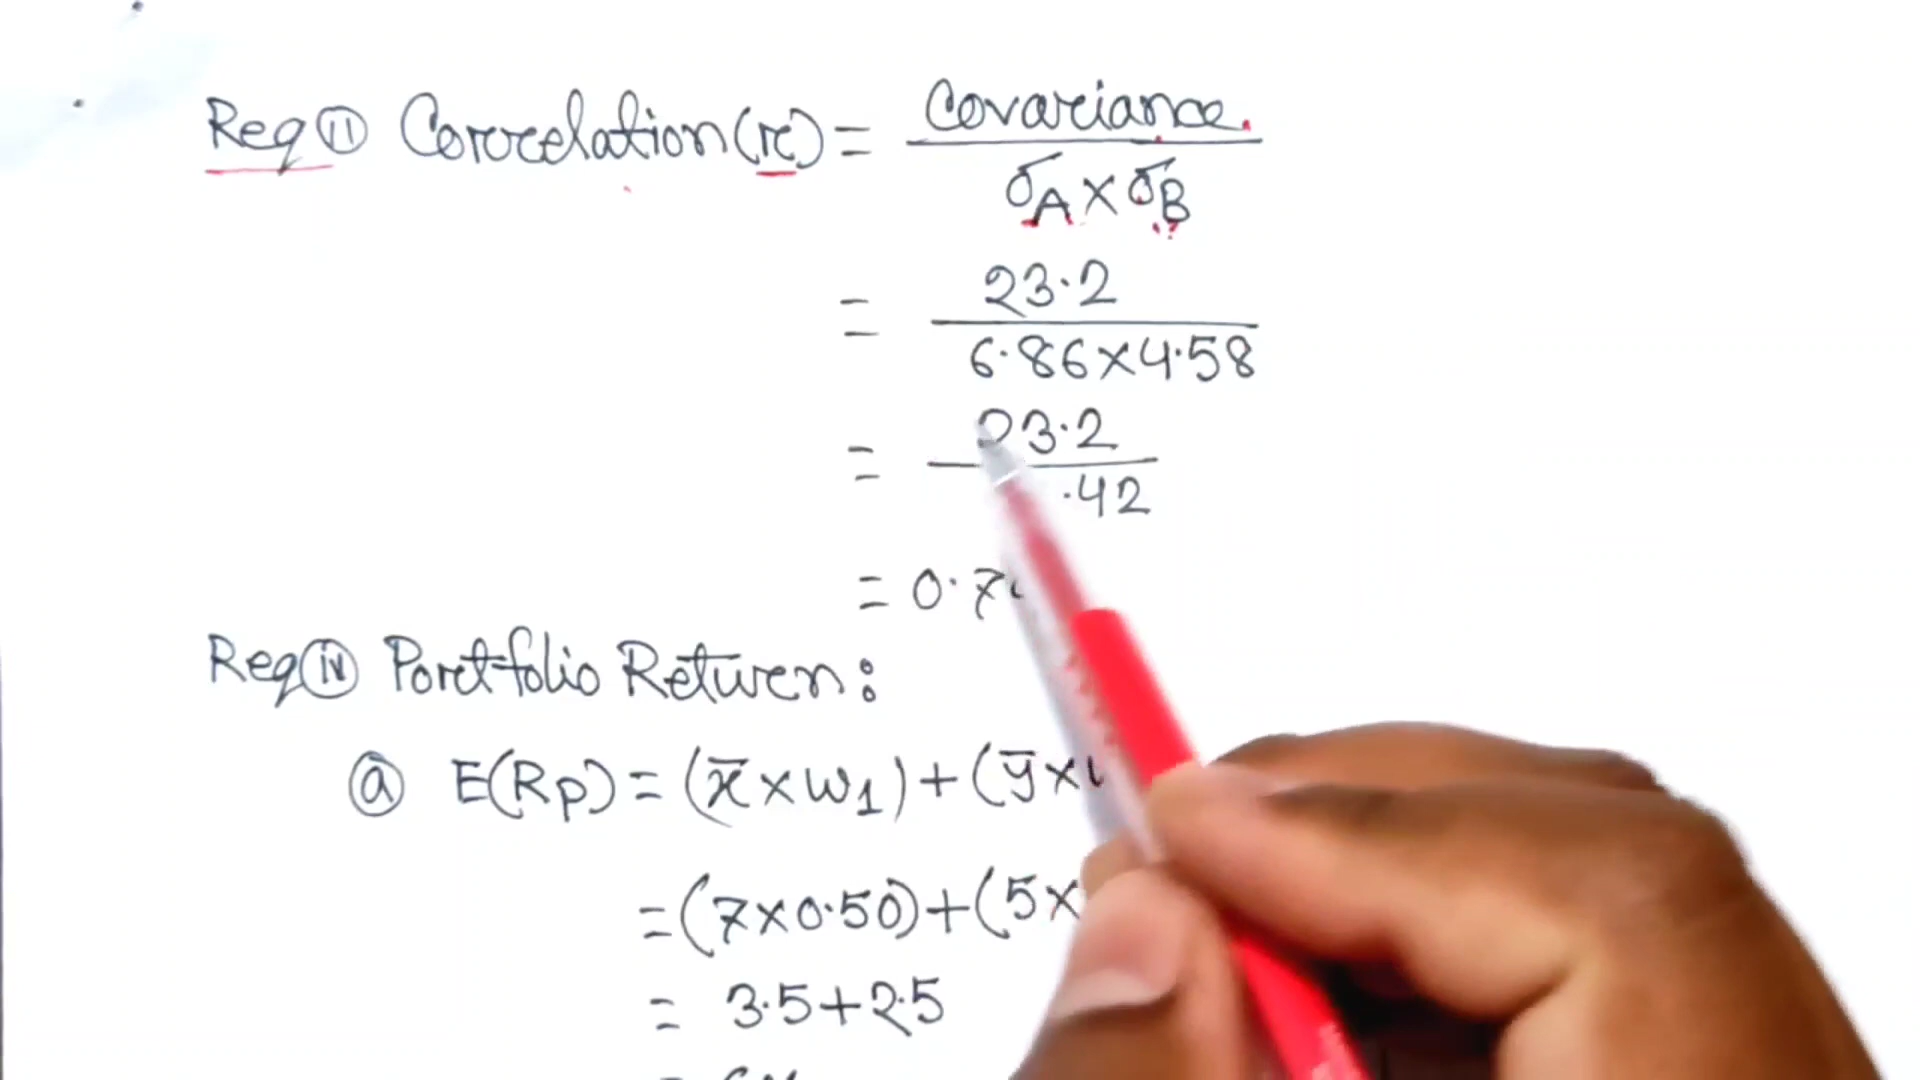 Req ii Correlation(r) = Covariance
σA × σB
= 23.2
6.86×4.58
= 23.2
.42
= 0.7
Req iv Portfolio Return:
a E(Rp) = (x̄ × w1) + (ȳ ×
= (7×0.50)+(5×
= 3.5+2.5